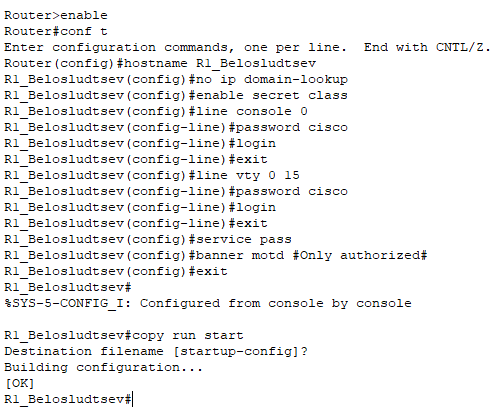 Router>enable
Router#conf t
Enter configuration commands, one per line.  End with CNTL/Z.
Router(config)#hostname R1_Belosludtsev
R1_Belosludtsev(config)#no ip domain-lookup
R1_Belosludtsev(config)#enable secret class
R1_Belosludtsev(config)#line console 0
R1_Belosludtsev(config-line)#password cisco
R1_Belosludtsev(config-line)#login
R1_Belosludtsev(config-line)#exit
R1_Belosludtsev(config)#line vty 0 15
R1_Belosludtsev(config-line)#password cisco
R1_Belosludtsev(config-line)#login
R1_Belosludtsev(config-line)#exit
R1_Belosludtsev(config)#service pass
R1_Belosludtsev(config)#banner motd #Only authorized#
R1_Belosludtsev(config)#exit
R1_Belosludtsev#
%SYS-5-CONFIG_I: Configured from console by console
R1_Belosludtsev#copy run start
Destination filename [startup-config]?
Building configuration...
[OK]
R1_Belosludtsev#